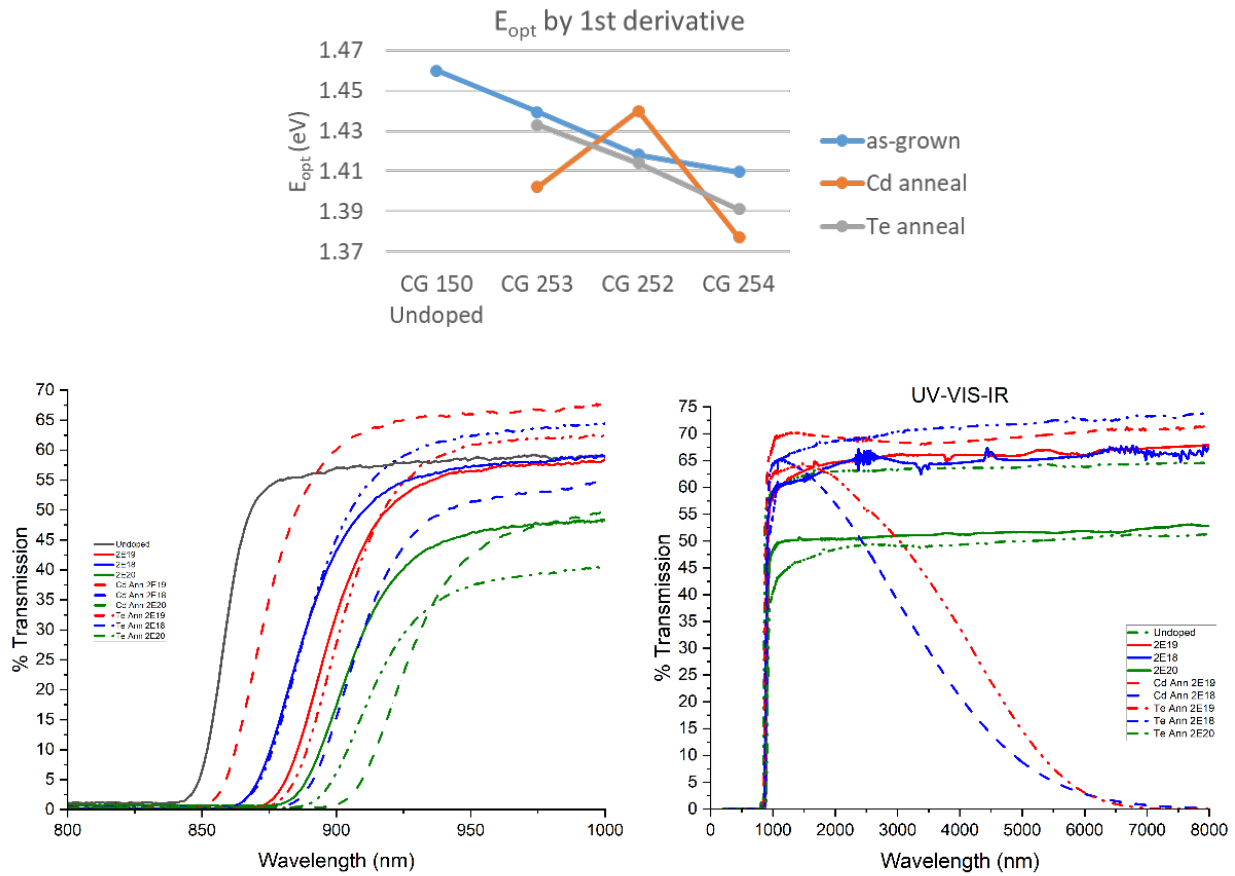 E_opt by 1st derivative
1.47
1.45
1.43
1.41
1.39
1.37
E_opt (eV)
CG 150
Undoped
CG 253
CG 252
CG 254
as-grown
Cd anneal
Te anneal
70
65
60
55
50
45
40
35
30
25
20
15
10
5
0
% Transmission
Undoped
2E19
2E18
2E20
Cd Ann 2E19
Cd Ann 2E18
Cd Ann 2E20
Te Ann 2E19
Te Ann 2E18
Te Ann 2E20
800 850 900 950 1000
Wavelength (nm)
UV-VIS-IR
75
70
65
60
55
50
45
40
35
30
25
20
15
10
5
0
% Transmission
Undoped
2E19
2E18
2E20
Cd Ann 2E19
Cd Ann 2E18
Te Ann 2E19
Te Ann 2E18
Te Ann 2E20
1000 2000 3000 4000 5000 6000 7000 8000
Wavelength (nm)